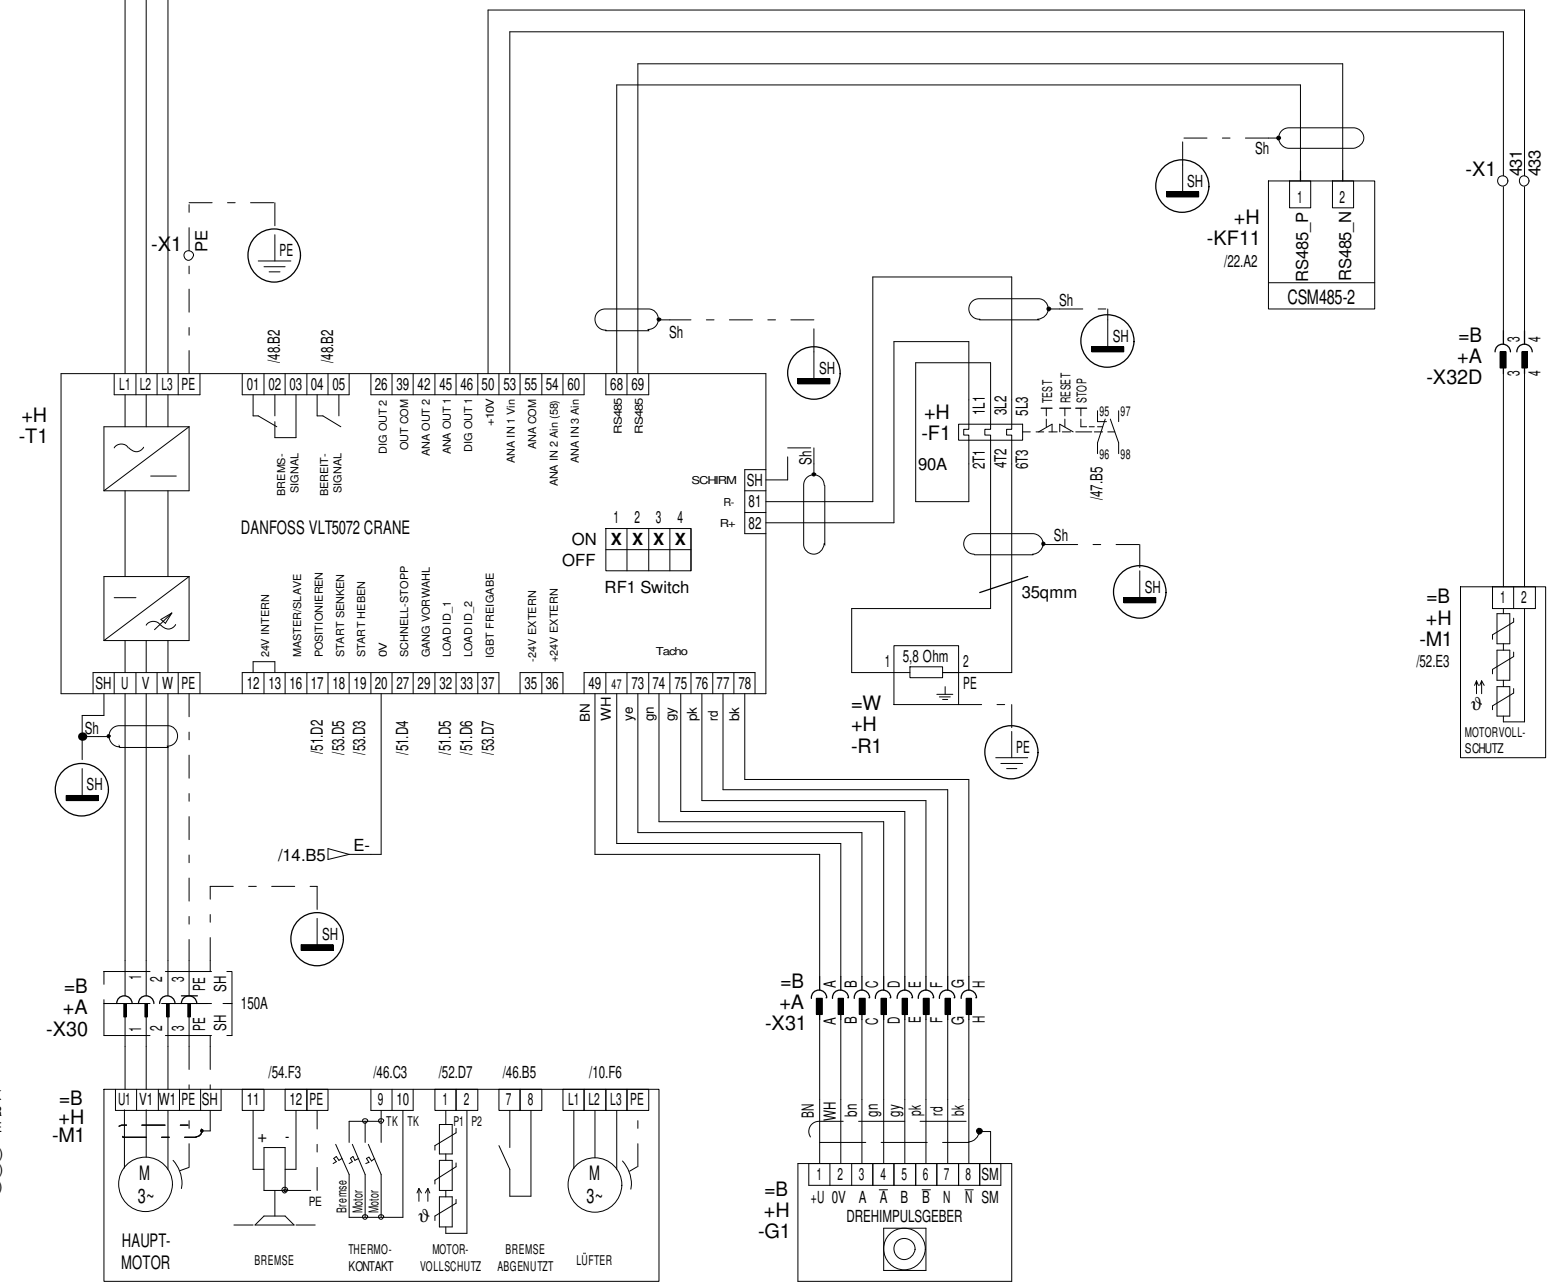 -X1
PE
PE
/48.B2
/48.B2
Sh
SH
Sh
SH
+H
-KF11
/22.A2
1
2
RS485_P
RS485_N
CSM485-2
-X1
431
433
Sh
SH
=B
+A
-X32D
3
4
3
4
+H
-T1
L1 L2 L3 PE
01 02 03 04 05
26 39 42 45 46 50 53 55 54 60
68 69
BREMS-
SIGNAL
BEREIT-
SIGNAL
DIG OUT 2
OUT COM
ANA OUT 2
ANA OUT 1
DIG OUT 1
+10V
ANA IN 1 Vin
ANA COM
ANA IN 2 Ain (58)
ANA IN 3 Ain
RS485
RS485
SCHIRM SH
R- 81
R+ 82
Sh
+H
-F1
90A
1L1
3L2
5L3
2T1
4T2
6T3
TEST
RESET
STOP
95 97
96 98
/47.B5
DANFOSS VLT5072 CRANE
1 2 3 4
ON X X X X
OFF
RF1 Switch
Sh
SH
35qmm
24V INTERN
MASTER/SLAVE
POSITIONIEREN
START SENKEN
START HEBEN
0V
SCHNELL-STOPP
GANG VORWAHL
LOAD ID_1
LOAD ID_2
IGBT FREIGABE
-24V EXTERN
+24V EXTERN
Tacho
SH U V W PE
12 13 16 17 18 19 20 27 29 32 33 37
35 36
49 47 73 74 75 76 77 78
1
5,8 Ohm
2
PE
=W
+H
-R1
PE
=B
+H
-M1
/52.E3
1 2
ϑ
MOTORVOLL-
SCHUTZ
Sh
SH
/51.D2
/53.D5
/53.D3
/51.D4
/51.D5
/51.D6
/53.D7
BN
WH
ye
gn
gy
pk
rd
bk
/14.B5
E-
SH
=B
+A
-X30
1
2
3
PE
SH
1
2
3
PE
SH
150A
=B
+A
-X31
A
B
C
D
E
F
G
H
A
B
C
D
E
F
G
H
=B
+H
-M1
/54.F3
/46.C3
/52.D7
/46.B5
/10.F6
U1 V1 W1 PE SH
11 12 PE
9 10
1 2
7 8
L1 L2 L3 PE
TK TK
P1 P2
+ -
PE
Bremse
Motor
Motor
ϑ
M
3~
M
3~
HAUPT-
MOTOR
BREMSE
THERMO-
KONTAKT
MOTOR-
VOLLSCHUTZ
BREMSE
ABGENUTZT
LÜFTER
BN
WH
bn
gn
gy
pk
rd
bk
=B
+H
-G1
1 2 3 4 5 6 7 8 SM
+U 0V A A̅ B B̅ N N̅ SM
DREHIMPULSGEBER